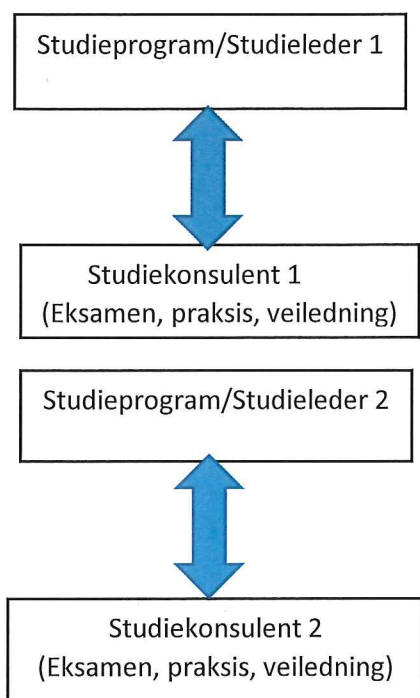 Studieprogram/Studieleder 1
Studiekonsulent 1
(Eksamen, praksis, veiledning)
Studieprogram/Studieleder 2
Studiekonsulent 2
(Eksamen, praksis, veiledning)